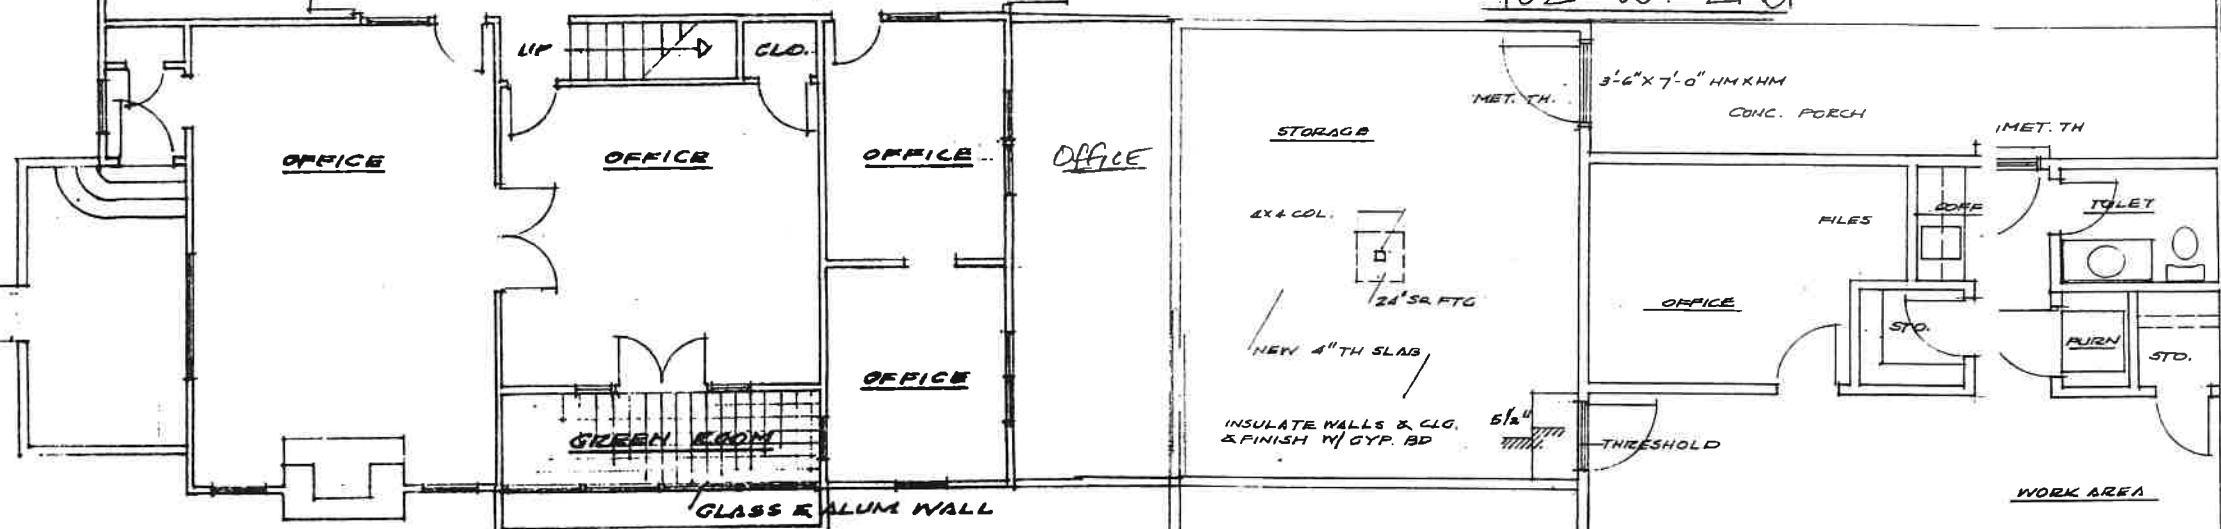 UP
CLO.
OFFICE
OFFICE
OFFICE
OFFICE
OFFICE
GREEN ROOM
GLASS & ALUM WALL
STORAGE
MET. TH.
3'-6" X 7'-0" HM X HM
CONC. PORCH
MET. TH
4X4 COL.
24" SQ FTG
NEW 4" TH SLAB
INSULATE WALLS & CLG.
& FINISH W/ GYP. BD
5 1/2"
THRESHOLD
FILES
COFF
TOILET
OFFICE
STO.
FURN
STO.
WORK AREA